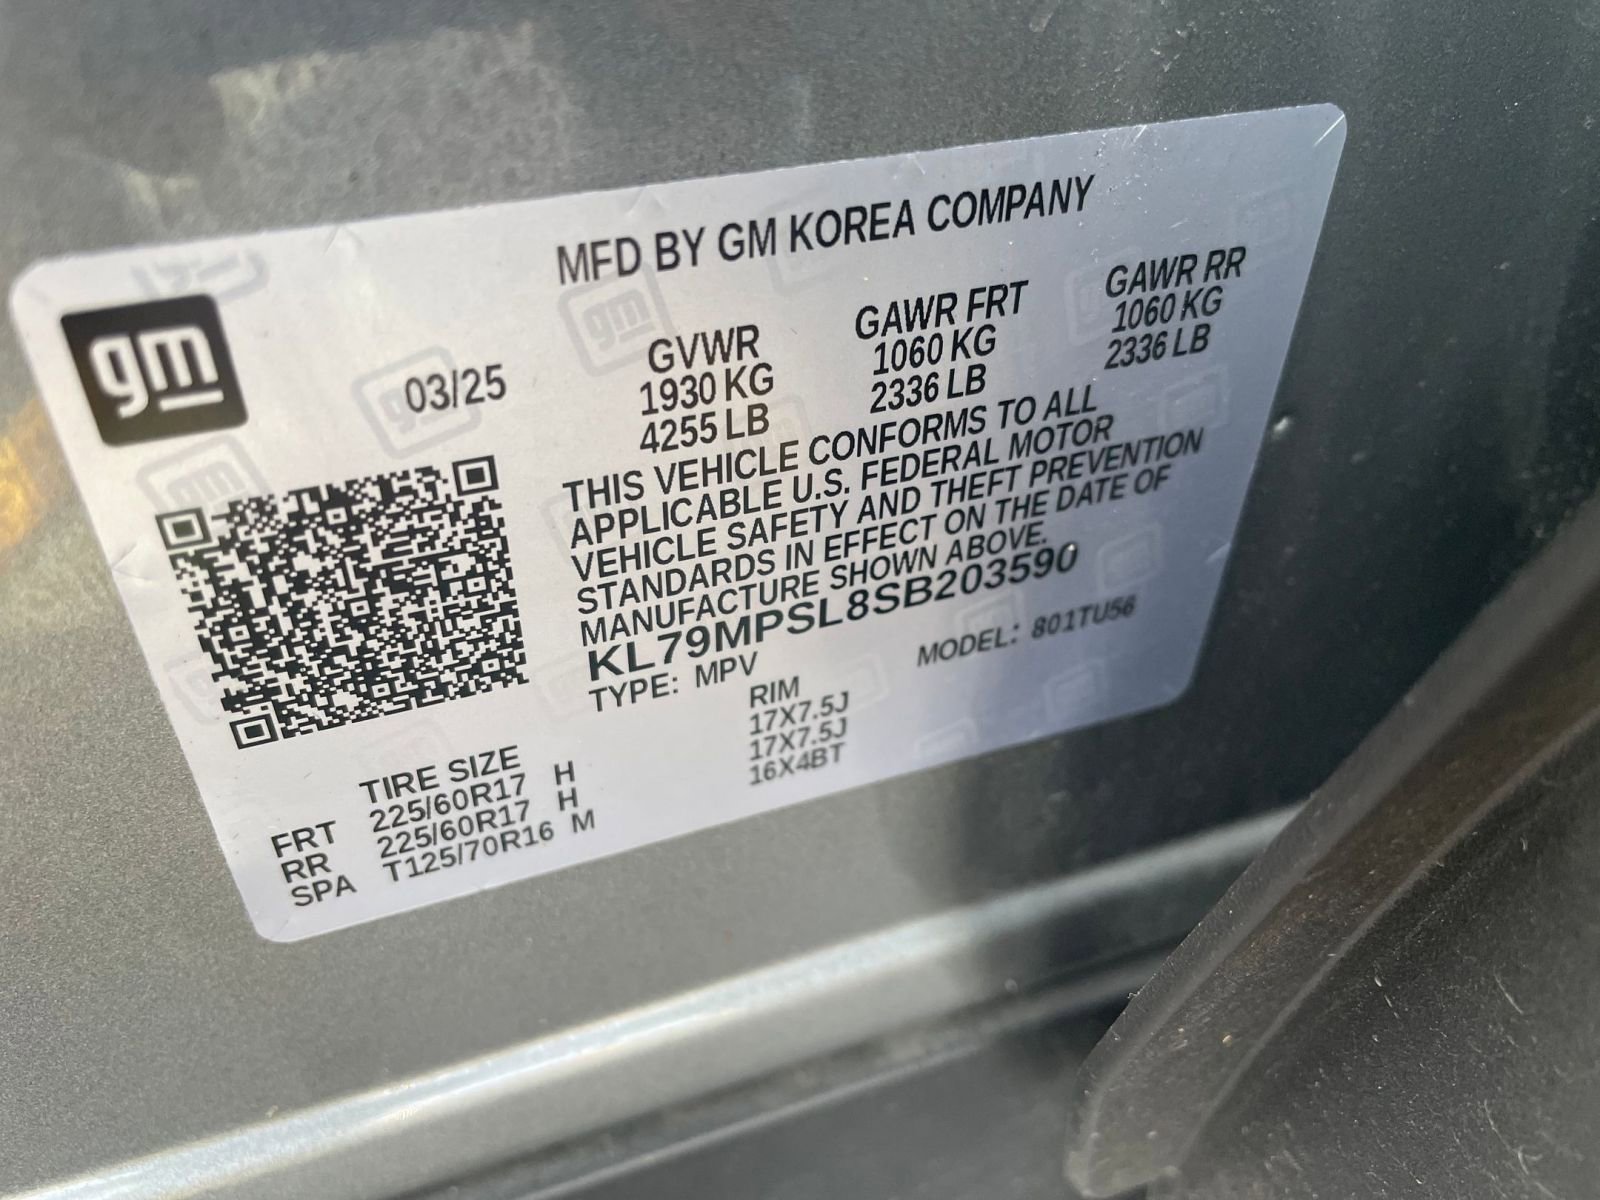 gm
MFD BY GM KOREA COMPANY
03/25
GVWR GAWR FRT GAWR RR
1930 KG 1060 KG 1060 KG
4255 LB 2336 LB 2336 LB
THIS VEHICLE CONFORMS TO ALL
APPLICABLE U.S. FEDERAL MOTOR
VEHICLE SAFETY AND THEFT PREVENTION
STANDARDS IN EFFECT ON THE DATE OF
MANUFACTURE SHOWN ABOVE.
KL79MPSL8SB203590
TYPE: MPV MODEL: 801TU56
TIRE SIZE RIM
FRT 225/60R17 H 17X7.5J
RR 225/60R17 H 17X7.5J
SPA T125/70R16 M 16X4BT